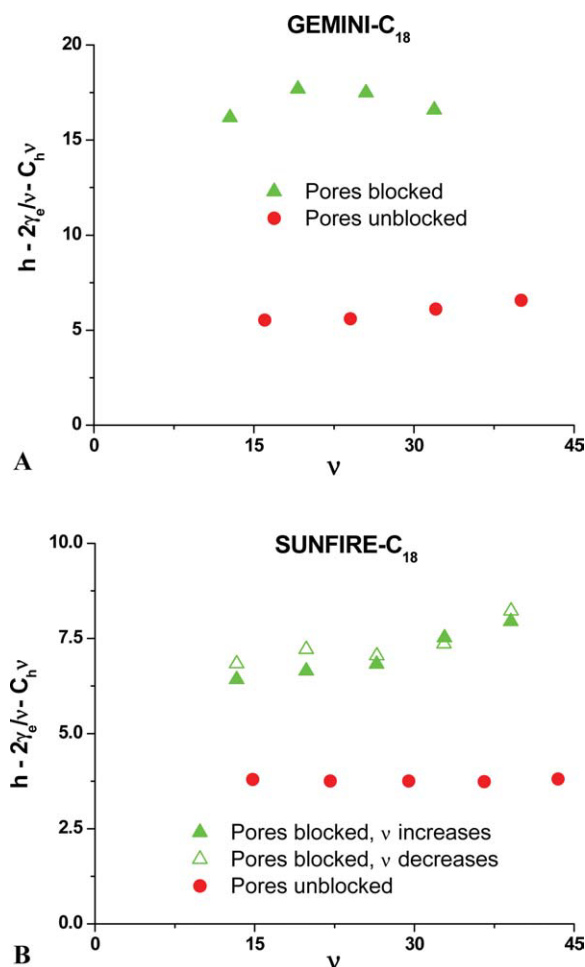 GEMINI-C18
20
15
10
5
0
h - 2γe/ν - ChV
Pores blocked
Pores unblocked
0
15
30
45
ν
A
SUNFIRE-C18
10.0
7.5
5.0
2.5
0.0
h - 2γe/ν - Chν
Pores blocked, ν increases
Pores blocked, ν decreases
Pores unblocked
0
15
30
45
ν
B